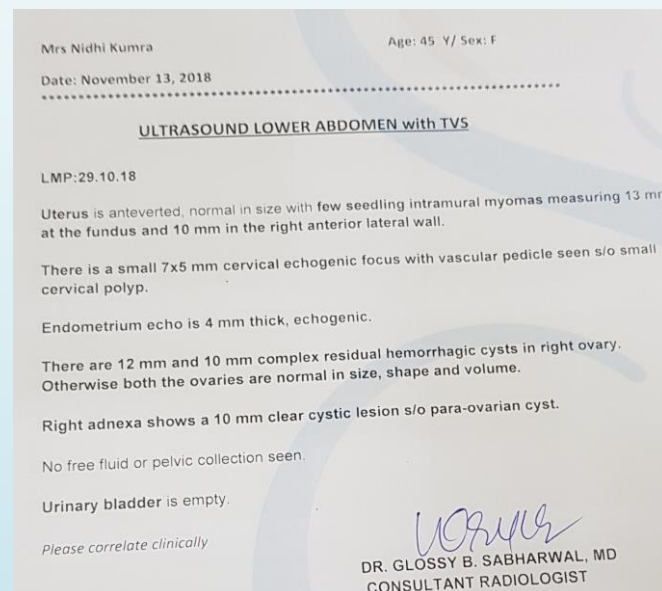 Mrs Nidhi Kumra Age: 45 Y/ Sex: F
Date: November 13, 2018
ULTRASOUND LOWER ABDOMEN with TVS
LMP:29.10.18
Uterus is anteverted, normal in size with few seedling intramural myomas measuring 13 mm
at the fundus and 10 mm in the right anterior lateral wall.
There is a small 7x5 mm cervical echogenic focus with vascular pedicle seen s/o small
cervical polyp.
Endometrium echo is 4 mm thick, echogenic.
There are 12 mm and 10 mm complex residual hemorrhagic cysts in right ovary.
Otherwise both the ovaries are normal in size, shape and volume.
Right adnexa shows a 10 mm clear cystic lesion s/o para-ovarian cyst.
No free fluid or pelvic collection seen.
Urinary bladder is empty.
Please correlate clinically
DR. GLOSSY B. SABHARWAL, MD
CONSULTANT RADIOLOGIST